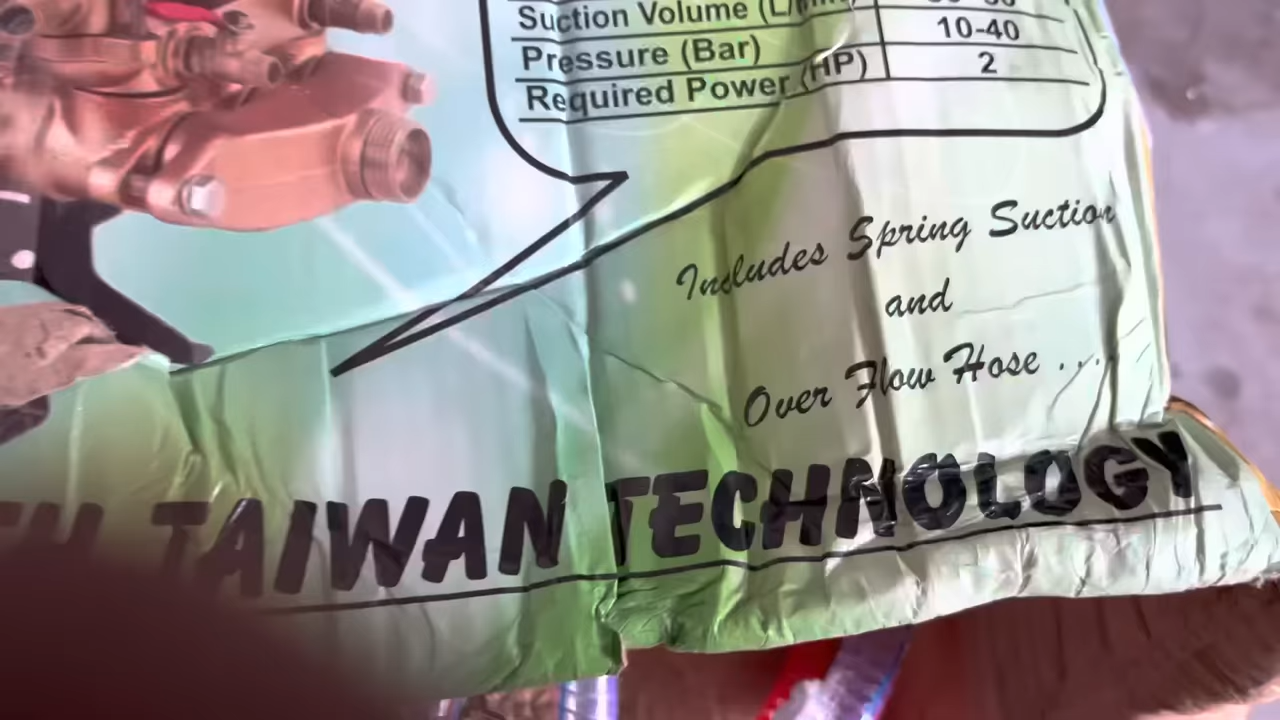 Suction Volume
10-40
Pressure (Bar)
2
Required Power (HP)
Includes Spring Suction
and
Over Flow Hose ...
TAIWAN TECHNOLOGY